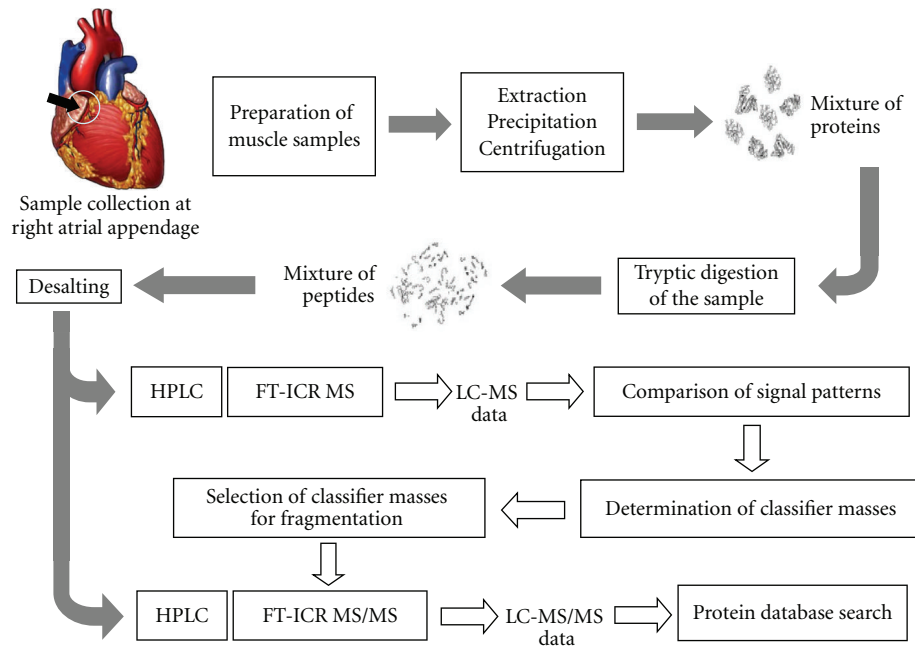 Preparation of
muscle samples
Extraction
Precipitation
Centrifugation
Mixture of
proteins
Sample collection at
right atrial appendage
Desalting
Mixture of
peptides
Tryptic digestion
of the sample
HPLC
FT-ICR MS
LC-MS
data
Comparison of signal patterns
Selection of classifier masses
for fragmentation
Determination of classifier masses
HPLC
FT-ICR MS/MS
LC-MS/MS
data
Protein database search